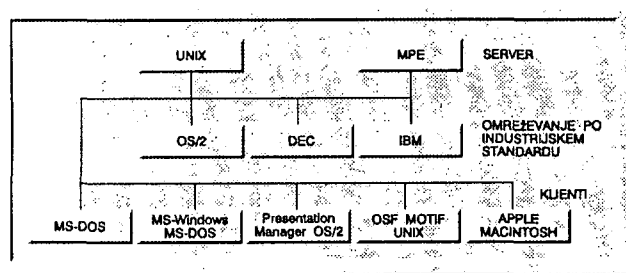 UNIX
MPE
SERVER
OS/2
DEC
IBM
OMREŽEVANJE PO
INDUSTRIJSKEM
STANDARDU
KLIENTI
MS-DOS
MS-Windows
MS-DOS
Presentation
Manager OS/2
OSF MOTIF
UNIX
APPLE
MACINTOSH